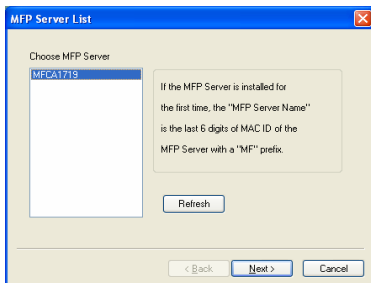 MFP Server List
Choose MFP Server
MFCA1719
If the MFP Server is installed for
the first time, the "MFP Server Name"
is the last 6 digits of MAC ID of the
MFP Server with a "MF" prefix.
Refresh
< Back
Next >
Cancel